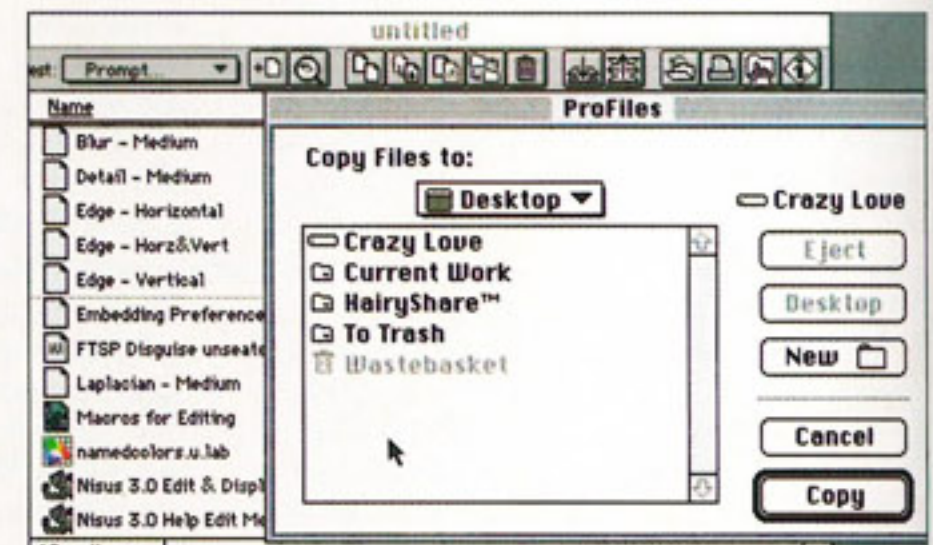 untitled
est: Prompt...
Name
Blur - Medium
Detail - Medium
Edge - Horizontal
Edge - Horz&Vert
Edge - Vertical
Embedding Preference
FTSP Disguise unseate
Laplacian - Medium
Macros for Editing
namedcolors.u.lab
Nisus 3.0 Edit & Displ
Nisus 3.0 Help Edit Me
ProFiles
Copy Files to:
Desktop
Crazy Love
Current Work
HairyShare™
To Trash
Wastebasket
Crazy Love
Eject
Desktop
New
Cancel
Copy